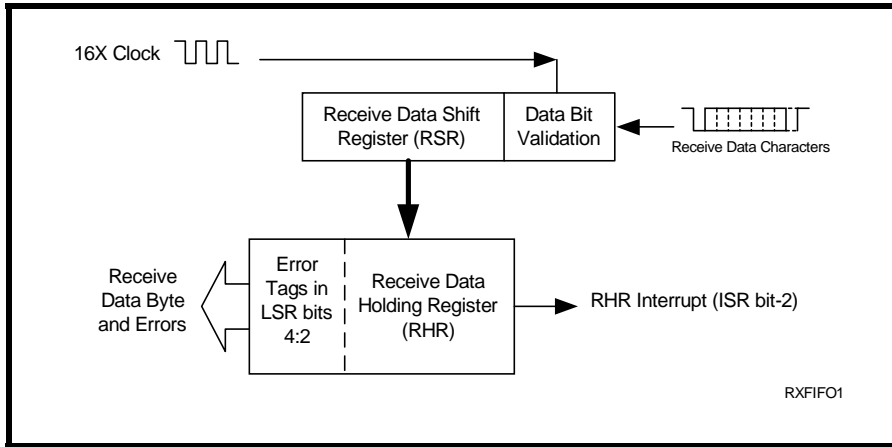 16X Clock
Receive Data Shift
Register (RSR)
Data Bit
Validation
Receive Data Characters
Receive
Data Byte
and Errors
Error
Tags in
LSR bits
4:2
Receive Data
Holding Register
(RHR)
RHR Interrupt (ISR bit-2)
RXFIFO1